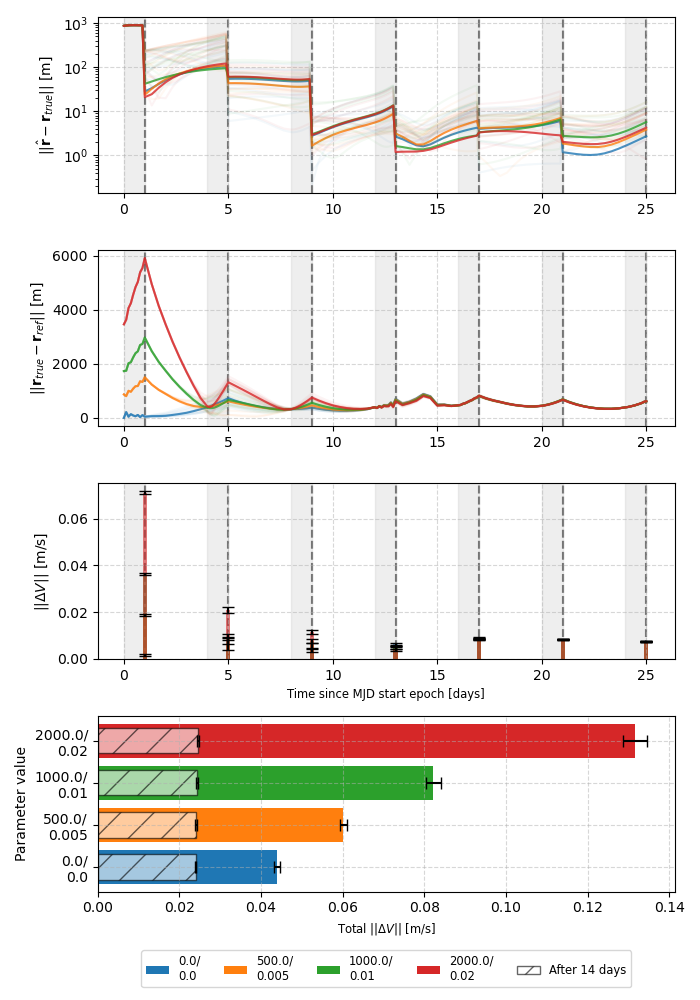 ||r̂ − r_true|| [m]
10³
10²
10¹
10⁰
0 5 10 15 20 25
||r_true − r_ref|| [m]
6000
4000
2000
0
0 5 10 15 20 25
||ΔV|| [m/s]
0.06
0.04
0.02
0.00
0 5 10 15 20 25
Time since MJD start epoch [days]
Parameter value
2000.0/
0.02
1000.0/
0.01
500.0/
0.005
0.0/
0.0
0.00 0.02 0.04 0.06 0.08 0.10 0.12 0.14
Total ||ΔV|| [m/s]
0.0/
0.0
500.0/
0.005
1000.0/
0.01
2000.0/
0.02
After 14 days